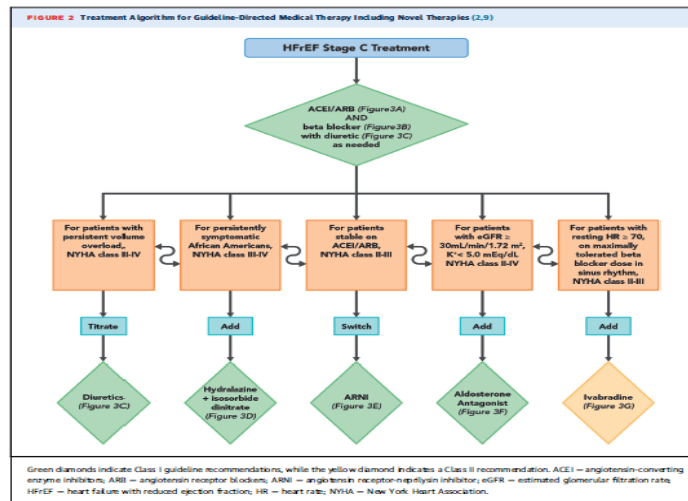 FIGURE 2 Treatment Algorithm for Guideline-Directed Medical Therapy Including Novel Therapies (2,9)
HFrEF Stage C Treatment
ACEI/ARB (Figure3A)
AND
beta blocker (Figure3B)
with diuretic (Figure 3C)
as needed
For patients with
persistent volume
overload,.
NYHA class III-IV
For persistently
symptomatic
African Americans,
NYHA class III-IV
For patients
stable on
ACEI/ARB,
NYHA class II-III
For patients
with eGFR ≥
30mL/min/1.72 m²,
K⁺< 5.0 mEq/dL
NYHA class II-IV
For patients with
resting HR ≥ 70,
on maximally
tolerated beta
blocker dose in
sinus rhythm,
NYHA class II-III
Titrate
Add
Switch
Add
Add
Diuretics
(Figure 3C)
Hydralazine
+ isosorbide
dinitrate
(Figure 3D)
ARNI
(Figure 3E)
Aldosterone
Antagonist
(Figure 3F)
Ivabradine
(Figure 3G)
Green diamonds indicate Class I guideline recommendations, while the yellow diamond indicates a Class II recommendation. ACEI = angiotensin-converting
enzyme inhibitors; ARB = angiotensin receptor blockers; ARNI = angiotensin receptor-neprilysin inhibitor; eGFR = estimated glomerular filtration rate;
HFrEF = heart failure with reduced ejection fraction; HR = heart rate; NYHA = New York Heart Association.